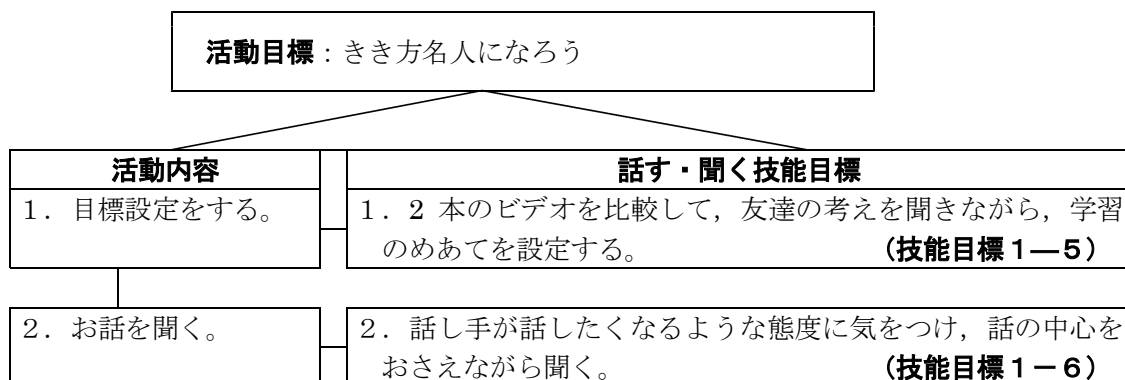 活動目標：きき方名人になろう
活動内容
話す・聞く技能目標
1．目標設定をする。
1．2 本のビデオを比較して，友達の考えを聞きながら，学習
のめあてを設定する。 （技能目標1―5）
2．お話を聞く。
2．話し手が話したくなるような態度に気をつけ，話の中心を
おさえながら聞く。 （技能目標1－6）